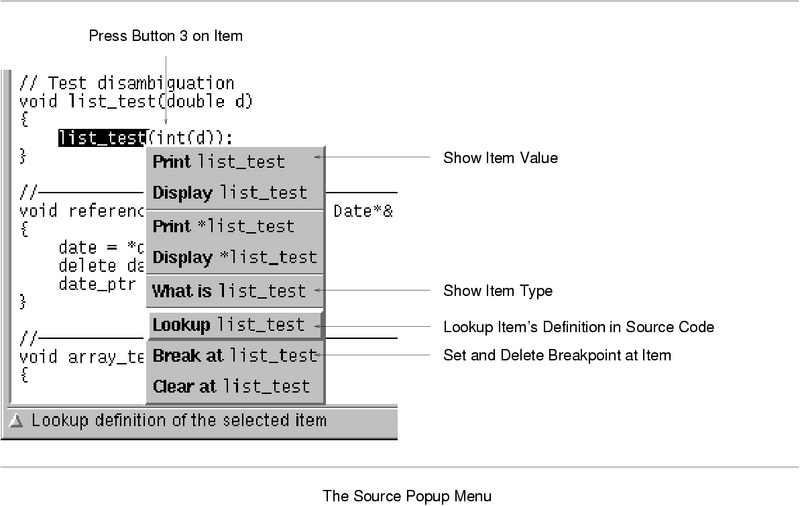 Press Button 3 on Item
// Test disambiguation
void list_test(double d)
{
list_test(int(d));
}
Print list_test
Show Item Value
Display list_test
//
void referenc
Date*&
{
Print *list_test
date = *d
Display *list_test
delete da
date_ptr
What is list_test
Show Item Type
}
Lookup list_test
Lookup Item's Definition in Source Code
//
void array_te
Break at list_test
Set and Delete Breakpoint at Item
{
Clear at list_test
Lookup definition of the selected item
The Source Popup Menu